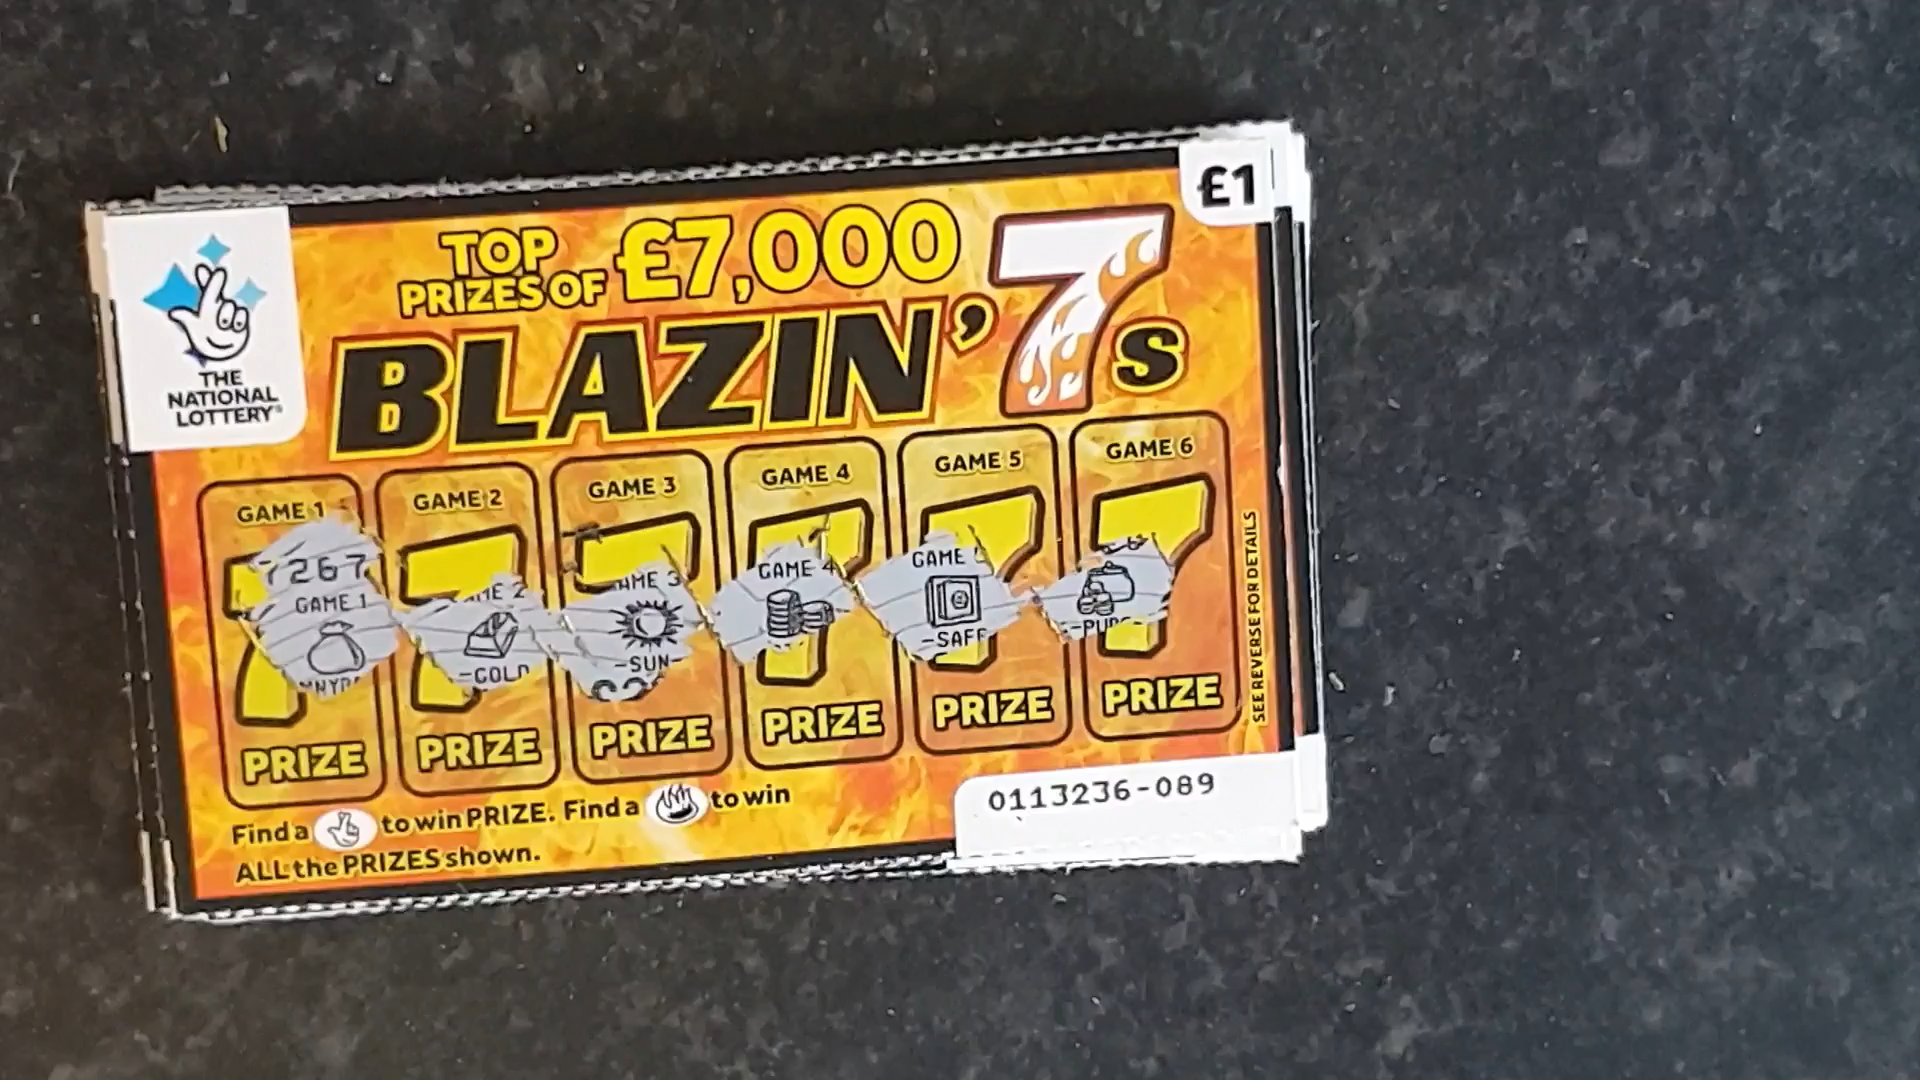 £1
TOP
PRIZES OF £7,000
BLAZIN' 7s
THE
NATIONAL
LOTTERY®
GAME 1 GAME 2 GAME 3 GAME 4 GAME 5 GAME 6
7267
GAME 1 GAME 3 GAME 4 GAME
-GOLD -SUN- -SAFE
PRIZE PRIZE PRIZE PRIZE PRIZE PRIZE
SEE REVERSE FOR DETAILS
Find a to win PRIZE. Find a to win
ALL the PRIZES shown.
0113236-089